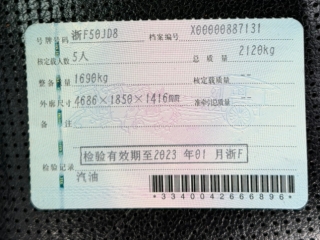 号牌号码 浙F50JD8 档案编号 X00000887131
核定载人数 5人 总质量 2120kg
整备质量 1690kg 核定载质量 --
外廓尺寸 4686×1850×1416mm 准牵引总质量 --
备注
检验有效期至2023 年01 月浙F
检验记录
汽油
*3340042696896*